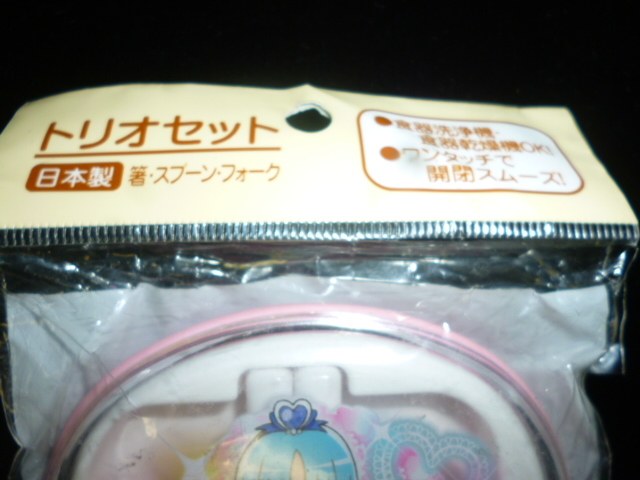 トリオセット
日本製 箸・スプーン・フォーク
●食器洗浄機・
食器乾燥機OK!
●ワンタッチで
開閉スムーズ!